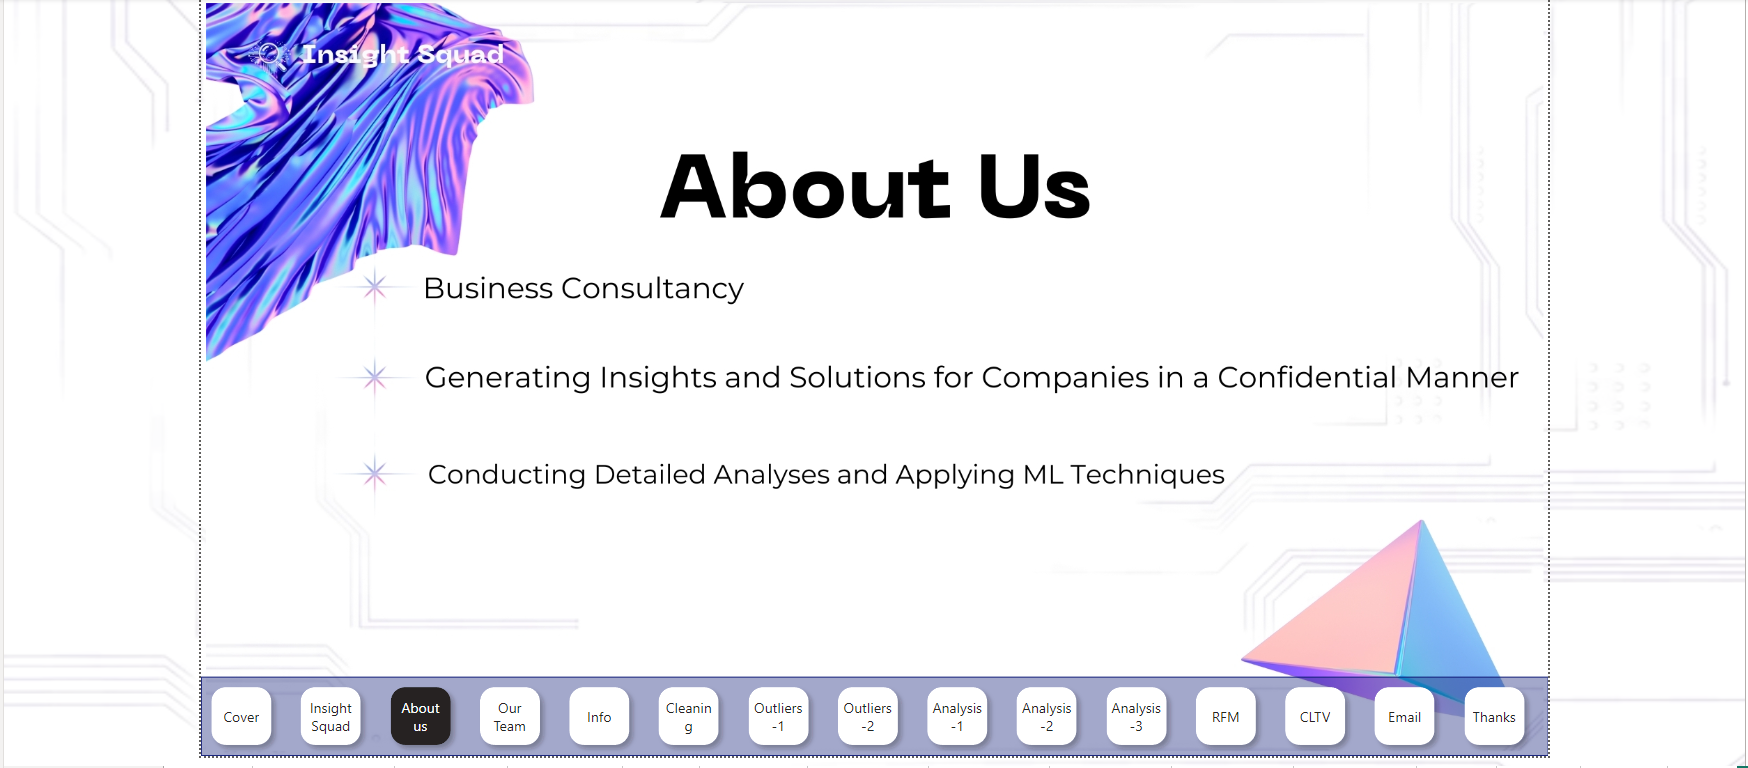 Insight Squad
About Us
Business Consultancy
Generating Insights and Solutions for Companies in a Confidential Manner
Conducting Detailed Analyses and Applying ML Techniques
Cover
Insight
Squad
About
us
Our
Team
Info
Cleanin
g
Outliers
-1
Outliers
-2
Analysis
-1
Analysis
-2
Analysis
-3
RFM
CLTV
Email
Thanks